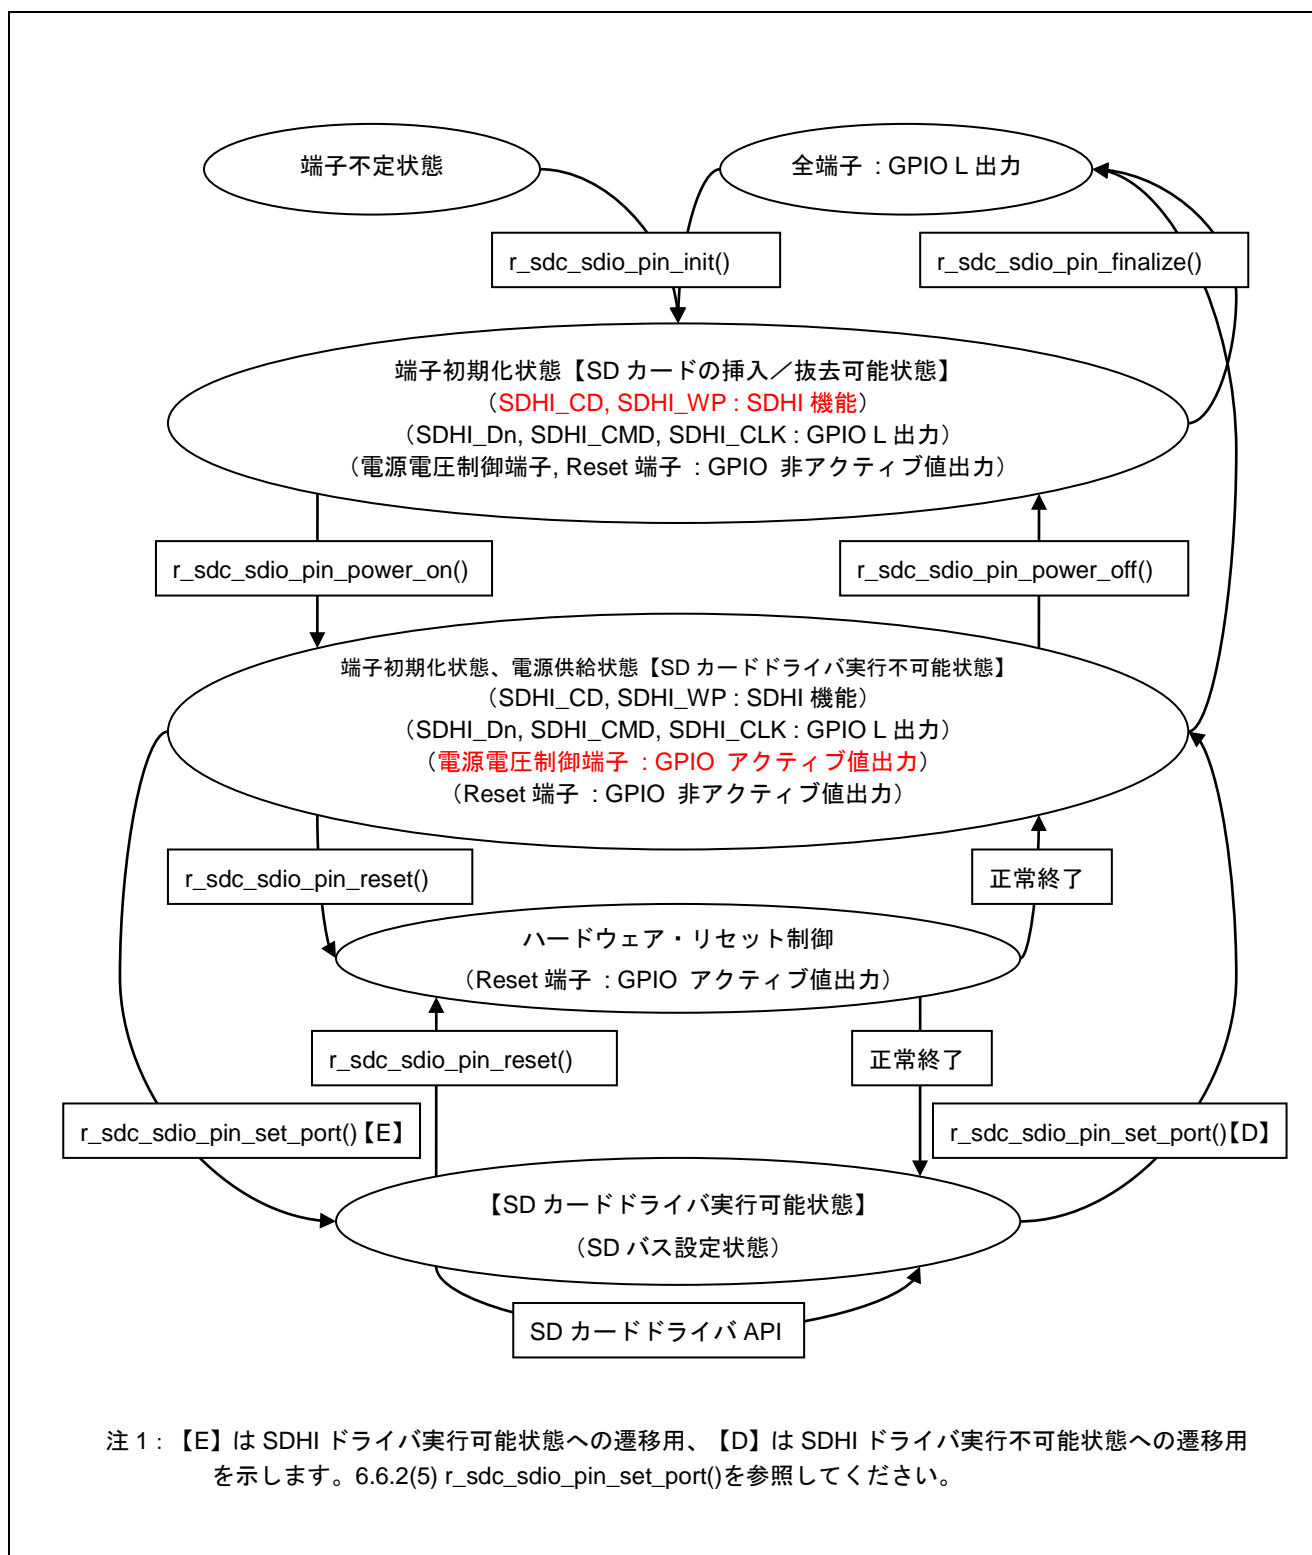 端子不定状態
全端子 : GPIO L 出力
r_sdc_sdio_pin_init()
r_sdc_sdio_pin_finalize()
端子初期化状態【SD カードの挿入／抜去可能状態】
（SDHI_CD, SDHI_WP : SDHI 機能）
（SDHI_Dn, SDHI_CMD, SDHI_CLK : GPIO L 出力）
（電源電圧制御端子, Reset 端子 : GPIO 非アクティブ値出力）
r_sdc_sdio_pin_power_on()
r_sdc_sdio_pin_power_off()
端子初期化状態、電源供給状態【SD カードドライバ実行不可能状態】
（SDHI_CD, SDHI_WP : SDHI 機能）
（SDHI_Dn, SDHI_CMD, SDHI_CLK : GPIO L 出力）
（電源電圧制御端子 : GPIO アクティブ値出力）
（Reset 端子 : GPIO 非アクティブ値出力）
r_sdc_sdio_pin_reset()
正常終了
ハードウェア・リセット制御
（Reset 端子 : GPIO アクティブ値出力）
r_sdc_sdio_pin_reset()
正常終了
r_sdc_sdio_pin_set_port()【E】
r_sdc_sdio_pin_set_port()【D】
【SD カードドライバ実行可能状態】
（SD バス設定状態）
SD カードドライバ API
注 1 : 【E】は SDHI ドライバ実行可能状態への遷移用、【D】は SDHI ドライバ実行不可能状態への遷移用
を示します。6.6.2(5) r_sdc_sdio_pin_set_port()を参照してください。